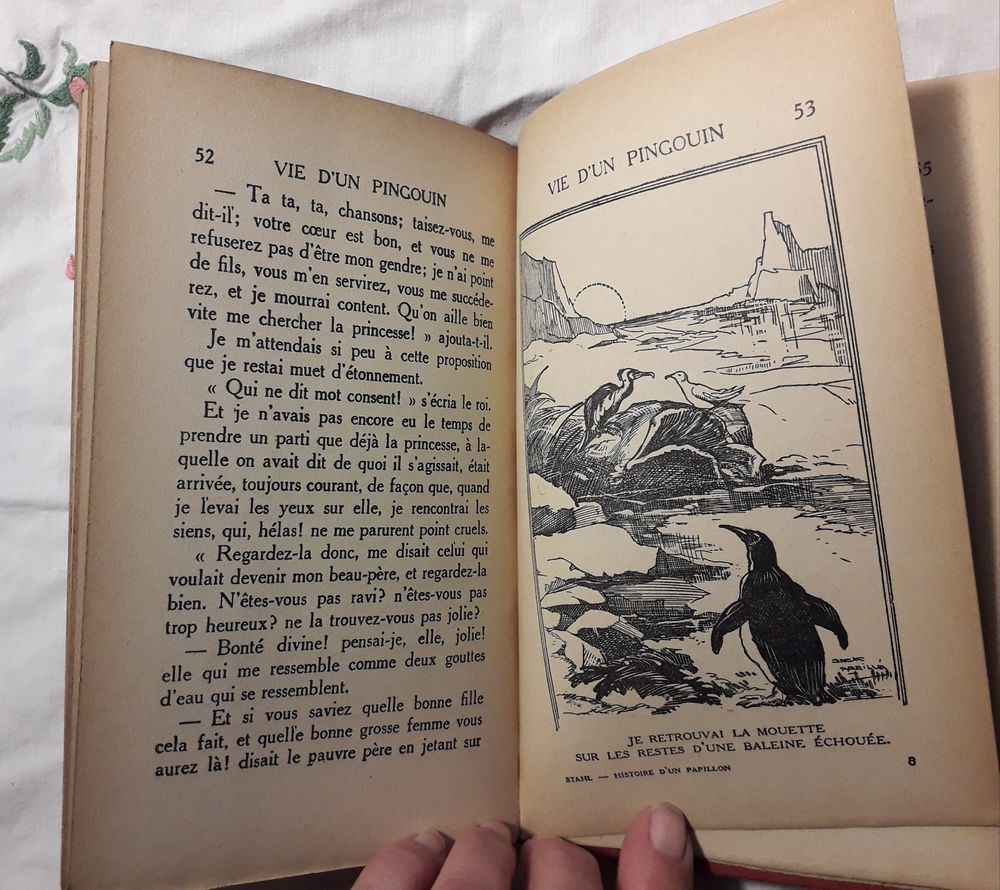 52
VIE D'UN PINGOUIN
— Ta ta, ta, chansons; taisez-vous, me
dit-il; votre cœur est bon, et vous ne me
refuserez pas d'être mon gendre; je n'ai point
de fils, vous m'en servirez, vous me succéde-
rez, et je mourrai content. Qu'on aille bien
vite me chercher la princesse! » ajouta-t-il.
Je m'attendais si peu à cette proposition
que je restai muet d'étonnement.
« Qui ne dit mot consent! » s'écria le roi.
Et je n'avais pas encore eu le temps de
prendre un parti que déjà la princesse, à la-
quelle on avait dit de quoi il s'agissait, était
arrivée, toujours courant, de façon que, quand
je levai les yeux sur elle, je rencontrai les
siens, qui, hélas! ne me parurent point cruels.
« Regardez-la donc, me disait celui qui
voulait devenir mon beau-père, et regardez-la
bien. N'êtes-vous pas ravi? n'êtes-vous pas
trop heureux? ne la trouvez-vous pas jolie?
— Bonté divine! pensai-je, elle, jolie!
elle qui me ressemble comme deux gouttes
d'eau qui se ressemblent.
— Et si vous saviez quelle bonne fille
cela fait, et quelle bonne grosse femme vous
aurez là! disait le pauvre père en jetant sur
53
VIE D'UN PINGOUIN
JE RETROUVAI LA MOUETTE
SUR LES RESTES D'UNE BALEINE ÉCHOUÉE.
STAHL — HISTOIRE D'UN PAPILLON
8